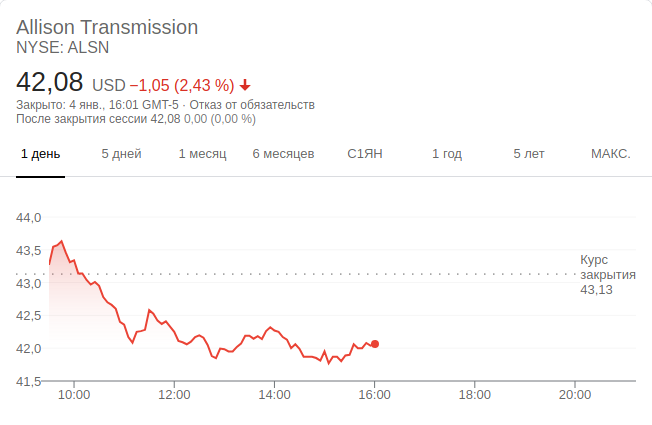 Allison Transmission
NYSE: ALSN
42,08 USD −1,05 (2,43 %)
Закрыто: 4 янв., 16:01 GMT-5 · Отказ от обязательств
После закрытия сессии 42,08 0,00 (0,00 %)
1 день 5 дней 1 месяц 6 месяцев С1ЯН 1 год 5 лет МАКС.
44,0
43,5
Курс
закрытия
43,13
43,0
42,5
42,0
41,5
10:00 12:00 14:00 16:00 18:00 20:00